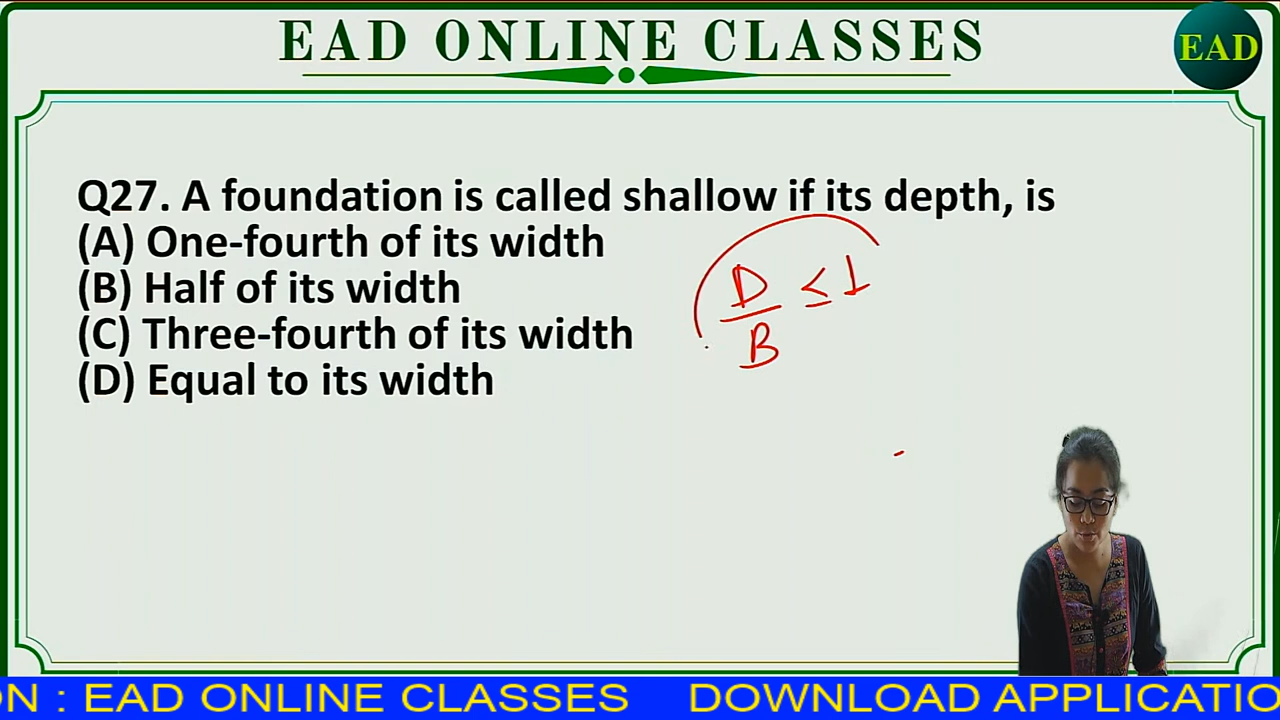 EAD ONLINE CLASSES
EAD
Q27. A foundation is called shallow if its depth, is
(A) One-fourth of its width
(B) Half of its width
(C) Three-fourth of its width
(D) Equal to its width
D/B ≤ 1
ON : EAD ONLINE CLASSES DOWNLOAD APPLICATIO